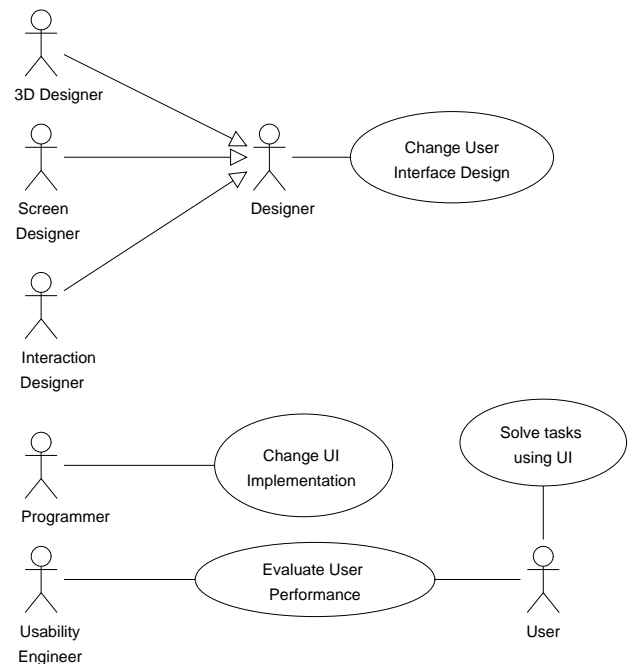 3D Designer
Screen
Designer
Designer
Change User
Interface Design
Interaction
Designer
Programmer
Change UI
Implementation
Solve tasks
using UI
Usability
Engineer
Evaluate User
Performance
User